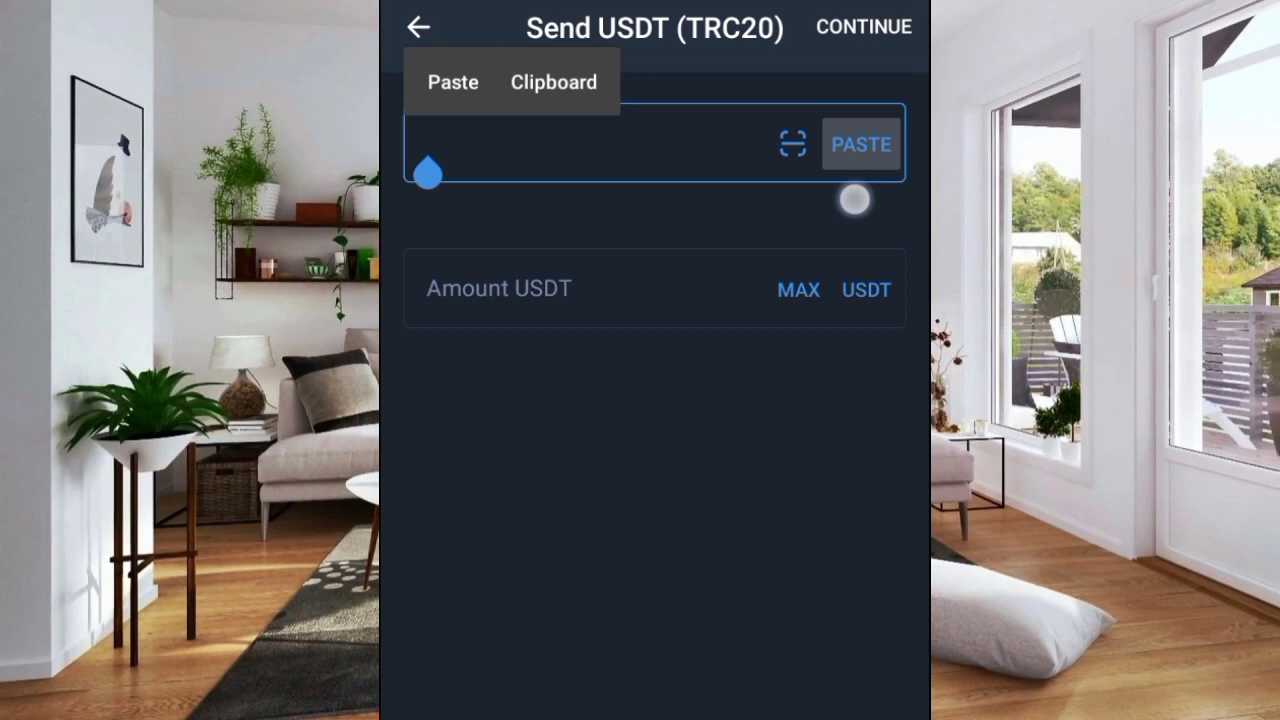 Send USDT (TRC20) CONTINUE
Paste Clipboard
PASTE
Amount USDT MAX USDT